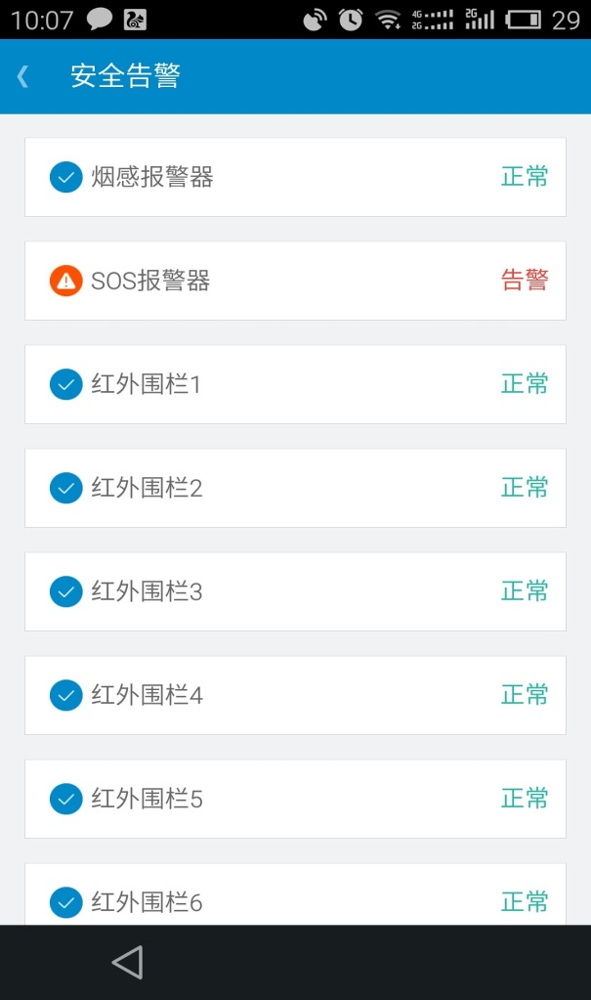 10:07 4G 2G 2G 29
安全告警
烟感报警器 正常
SOS报警器 告警
红外围栏1 正常
红外围栏2 正常
红外围栏3 正常
红外围栏4 正常
红外围栏5 正常
红外围栏6 正常